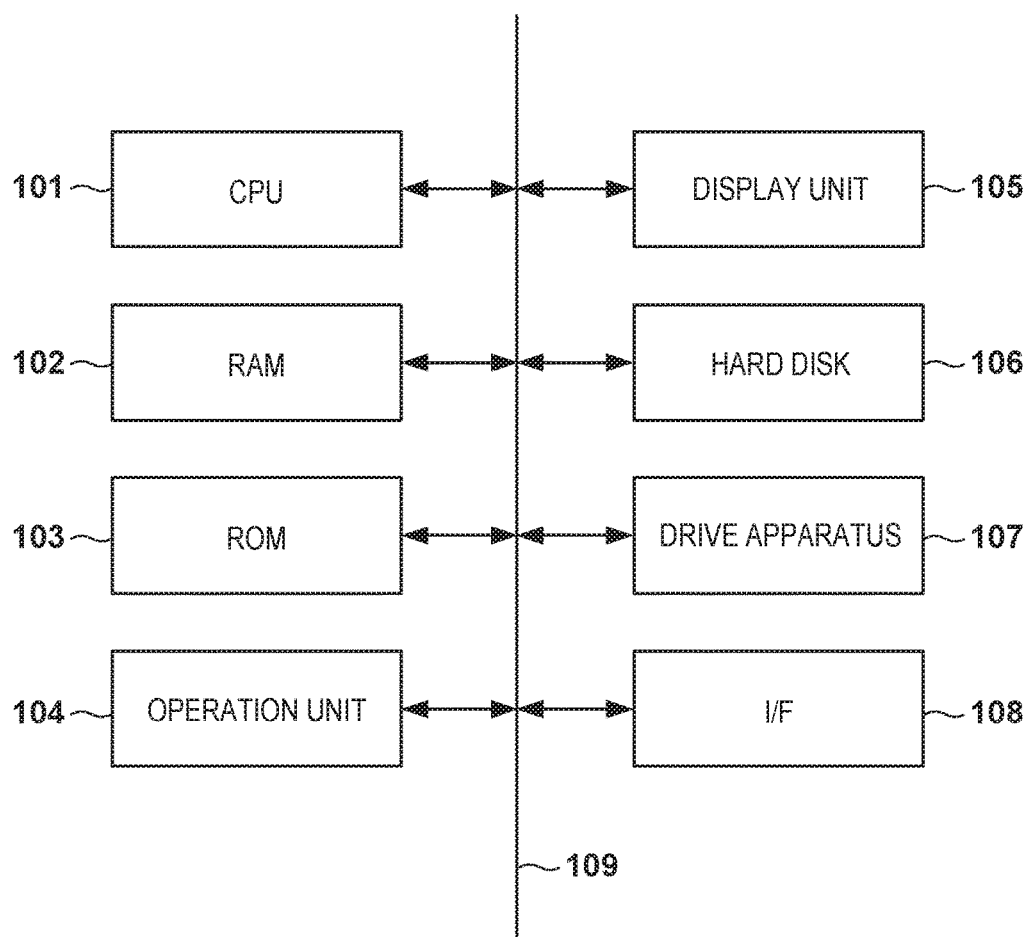 101 CPU DISPLAY UNIT 105
102 RAM HARD DISK 106
103 ROM DRIVE APPARATUS 107
104 OPERATION UNIT I/F 108
109